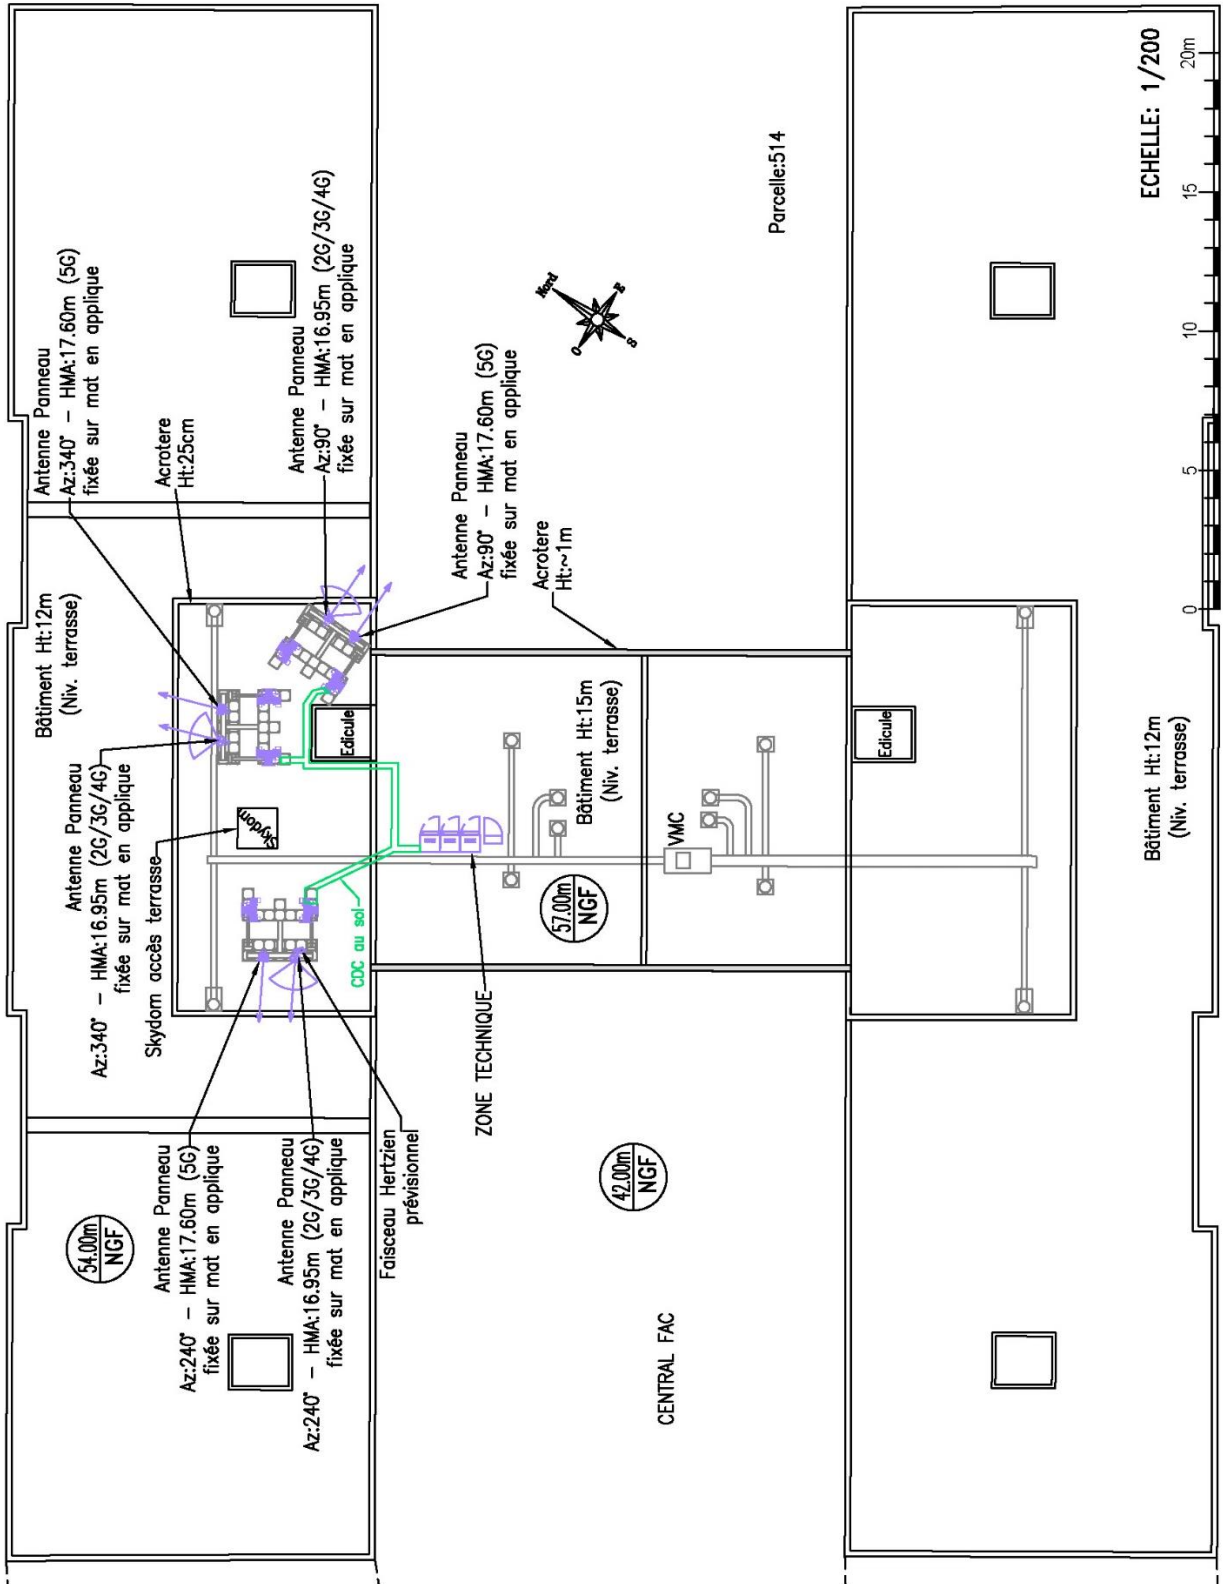 Antenne Panneau
Az:340° – HMA:17.60m (5G)
fixée sur mat en applique
Acrotere
Ht:25cm
Antenne Panneau
Az:90° – HMA:16.95m (2G/3G/4G)
fixée sur mat en applique
Antenne Panneau
Az:90° – HMA:17.60m (5G)
fixée sur mat en applique
Acrotere
Ht:~1m
Nord
E
S
O
Parcelle:514
ECHELLE: 1/200
0
5
10
15
20m
Bâtiment Ht:12m
(Niv. terrasse)
Antenne Panneau
Az:340° – HMA:16.95m (2G/3G/4G)
fixée sur mat en applique
Skydom accès terrasse
Skydom
Edicule
CDC au sol
ZONE TECHNIQUE
Bâtiment Ht:15m
(Niv. terrasse)
57.00m
NGF
VMC
Edicule
Bâtiment Ht:12m
(Niv. terrasse)
54.00m
NGF
Antenne Panneau
Az:240° – HMA:17.60m (5G)
fixée sur mat en applique
Antenne Panneau
Az:240° – HMA:16.95m (2G/3G/4G)
fixée sur mat en applique
Faisceau Hertzien
prévisionnel
42.00m
NGF
CENTRAL FAC